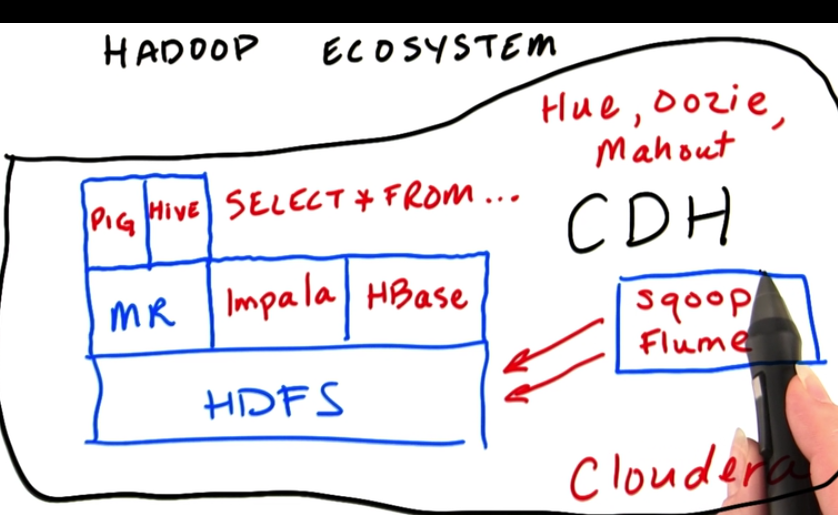 HADOOP ECOSYSTEM
Hue, Oozie,
Mahout
PIG HIVE SELECT * FROM...
CDH
MR Impala HBase
Sqoop
Flume
HDFS
Cloudera